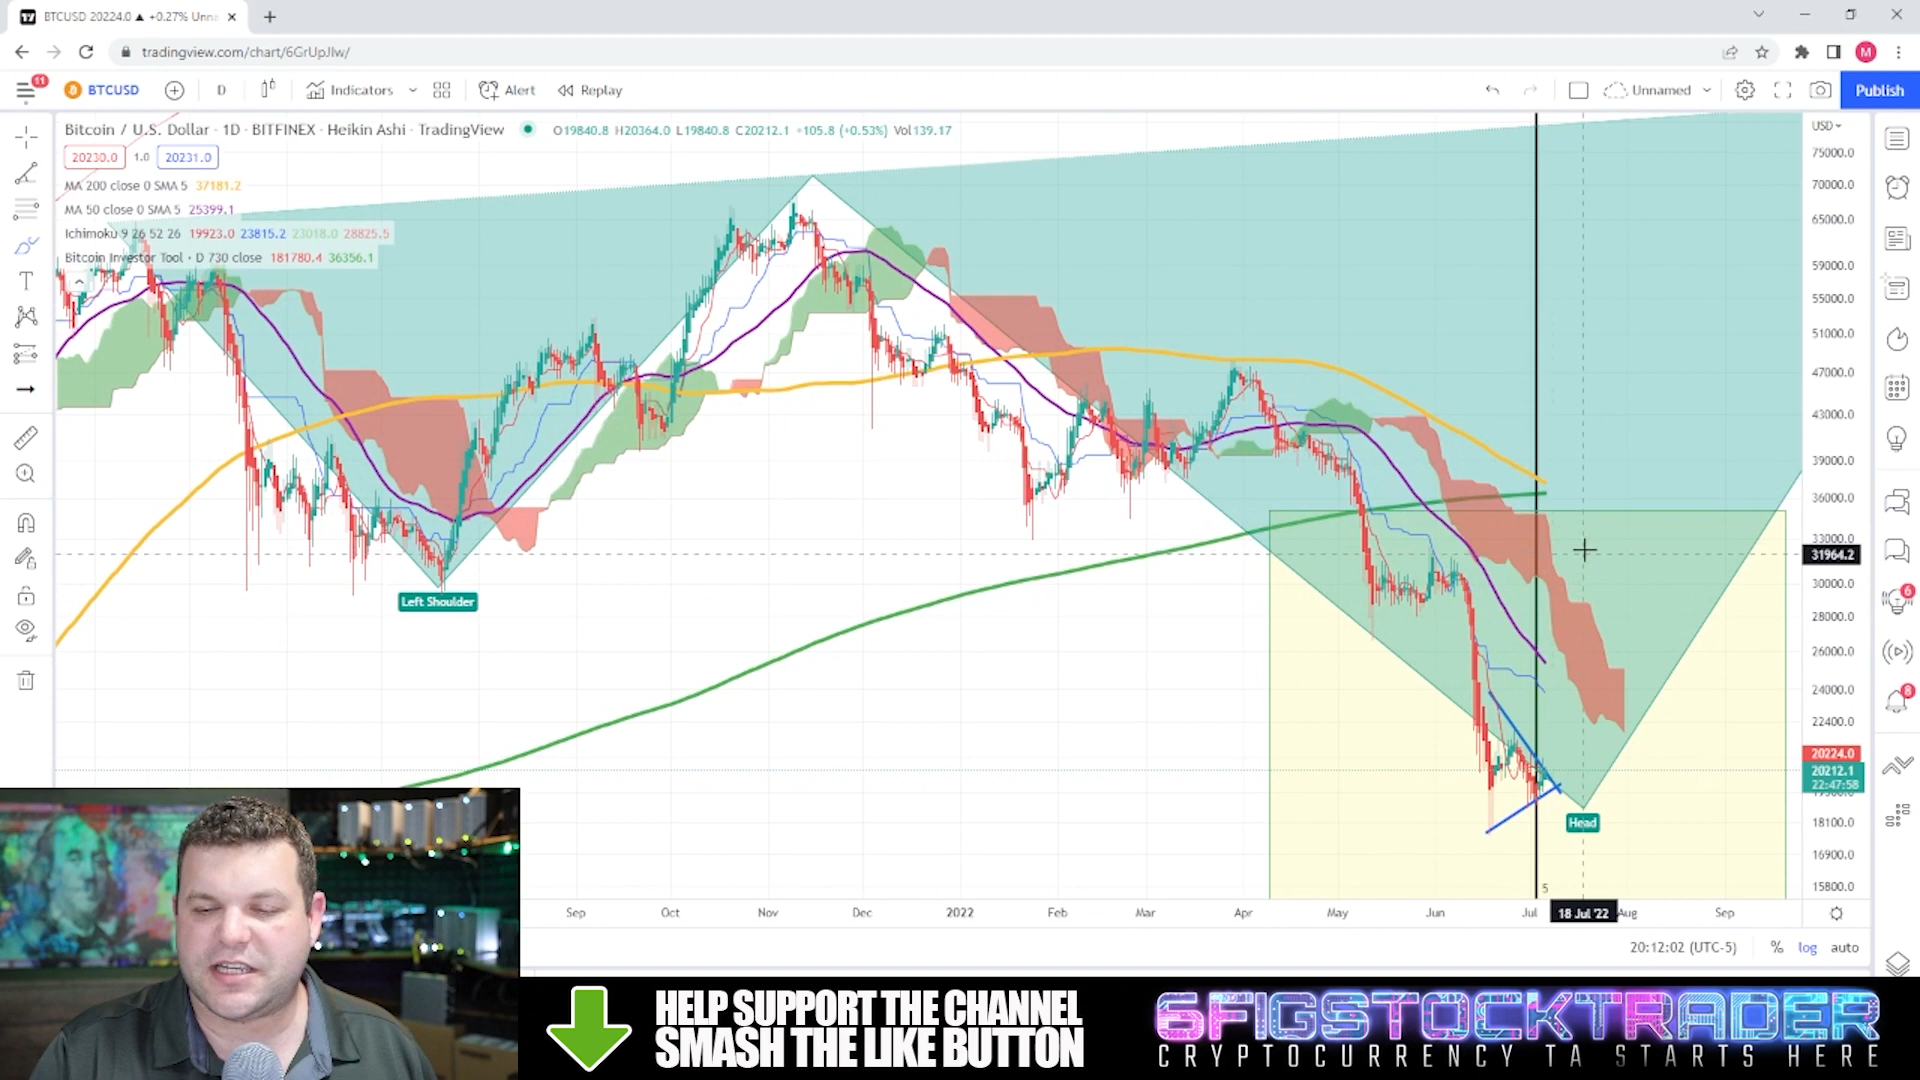 BTCUSD 20224.0 ▲ +0.27% Unna
tradingview.com/chart/6GrUpJIw/
M
11
BTCUSD
D
Indicators
Alert
Replay
Unnamed
Publish
Bitcoin / U.S. Dollar · 1D · BITFINEX · Heikin Ashi · TradingView
O19840.8 H20364.0 L19840.8 C20212.1 +105.8 (+0.53%) Vol139.17
20230.0 1.0 20231.0
MA 200 close 0 SMA 5 37181.2
MA 50 close 0 SMA 5 25399.1
Ichimoku 9 26 52 26 19923.0 23815.2 23018.0 28825.5
Bitcoin Investor Tool · D 730 close 181780.4 36356.1
USD
75000.0
70000.0
65000.0
59000.0
55000.0
51000.0
47000.0
43000.0
39000.0
36000.0
33000.0
31964.2
30000.0
28000.0
26000.0
24000.0
22400.0
20224.0
20212.1
22:47:58
18100.0
16900.0
15800.0
Left Shoulder
Head
5
6
8
Sep Oct Nov Dec 2022 Feb Mar Apr May Jun Jul 18 Jul '22 Aug Sep
20:12:02 (UTC-5) % log auto
HELP SUPPORT THE CHANNEL
SMASH THE LIKE BUTTON
6FIGSTOCKTRADER
CRYPTOCURRENCY TA STARTS HERE